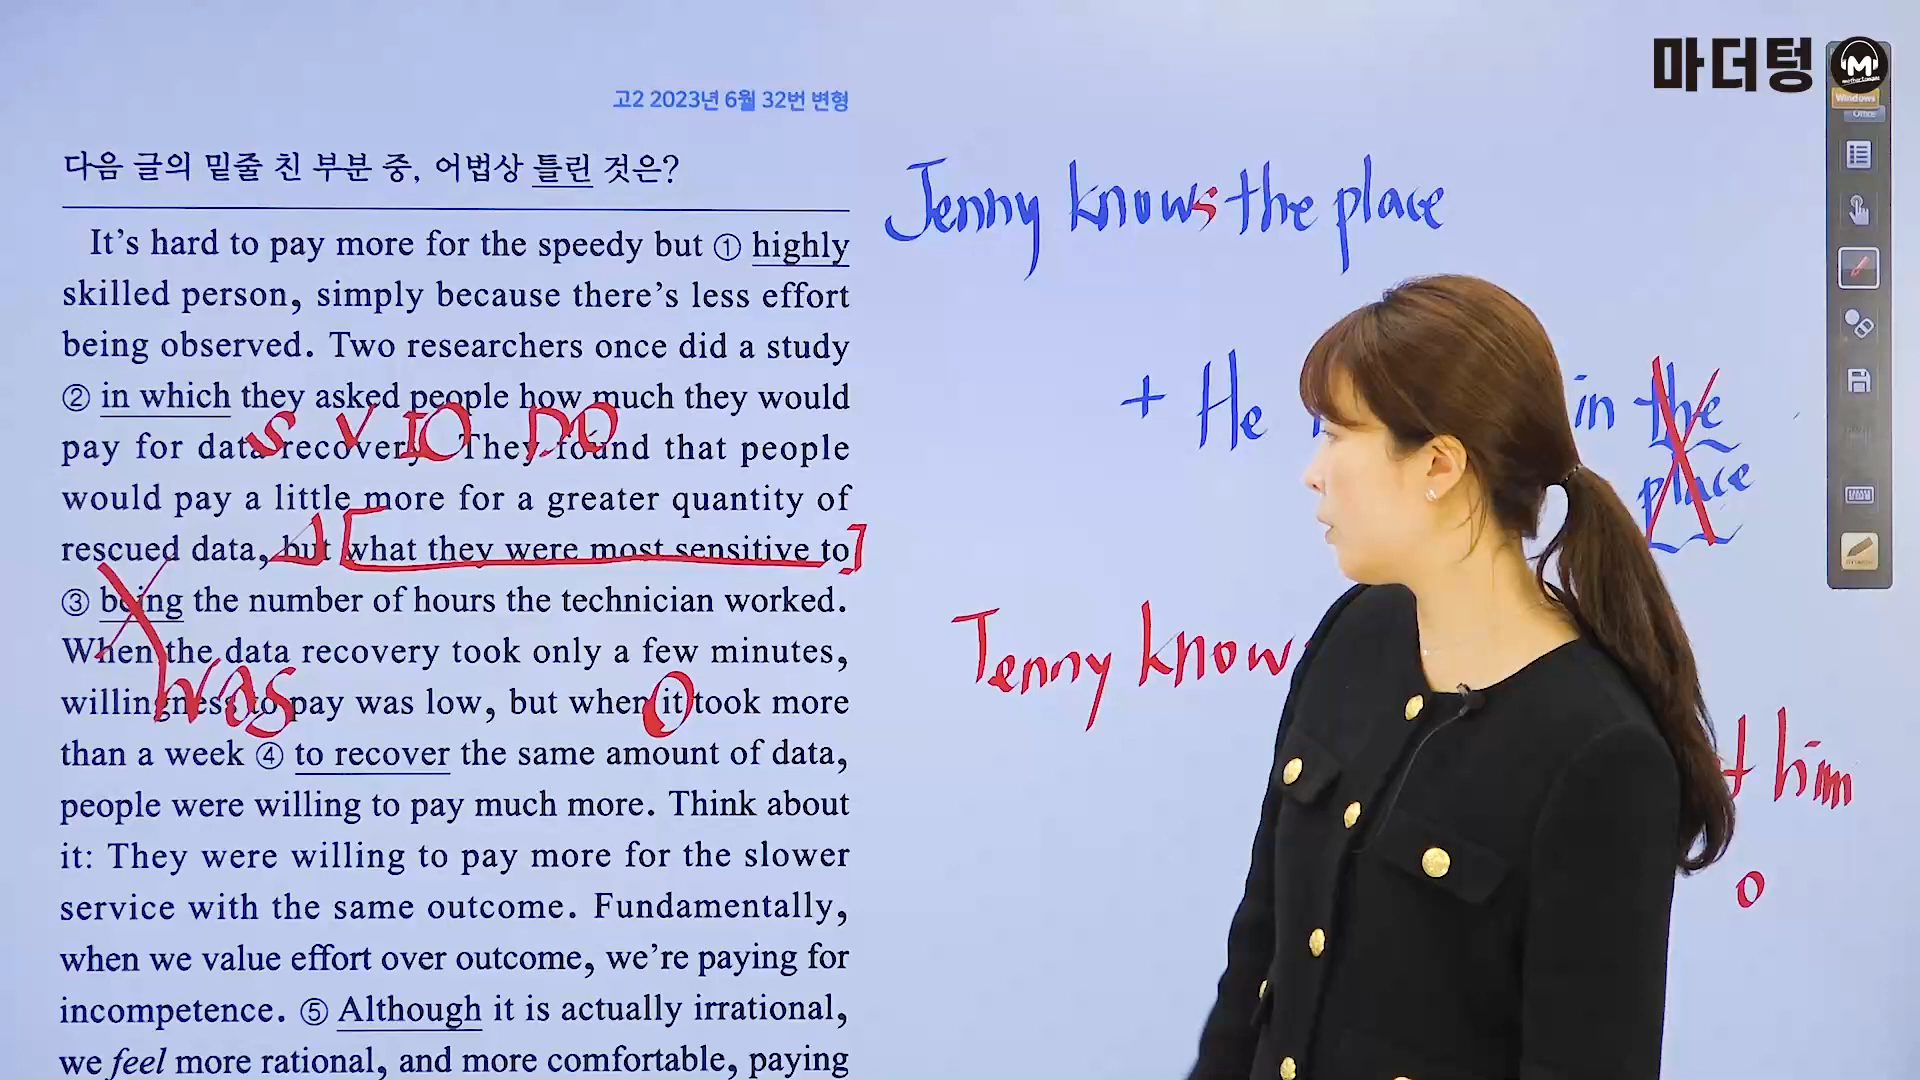 마더텅
M
Windows
고2 2023년 6월 32번 변형
다음 글의 밑줄 친 부분 중, 어법상 틀린 것은?
It's hard to pay more for the speedy but ① highly
skilled person, simply because there's less effort
being observed. Two researchers once did a study
② in which they asked people how much they would
S V IO DO
pay for data recovery. They found that people
would pay a little more for a greater quantity of
rescued data, but [what they were most sensitive to]
③ being the number of hours the technician worked.
When the data recovery took only a few minutes,
was
willingness to pay was low, but when it took more
than a week ④ to recover the same amount of data,
people were willing to pay much more. Think about
it: They were willing to pay more for the slower
service with the same outcome. Fundamentally,
when we value effort over outcome, we're paying for
incompetence. ⑤ Although it is actually irrational,
we feel more rational, and more comfortable, paying
Jenny knows the place
+ He in the
place
Jenny know
him
o